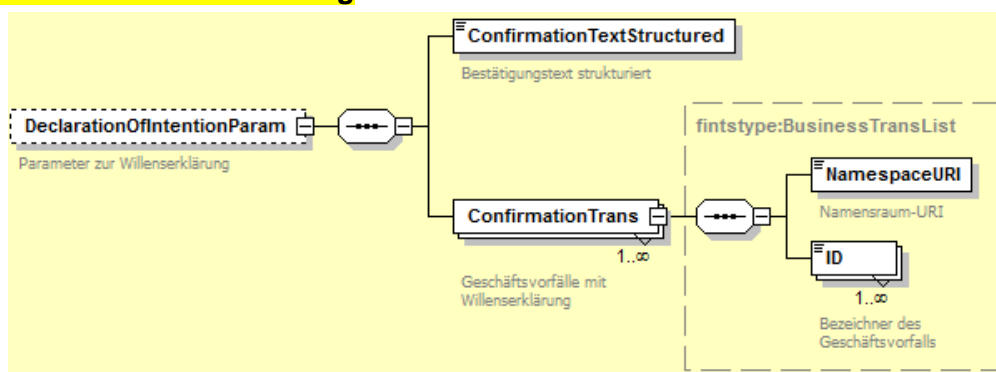 ConfirmationTextStructured
Bestätigungstext strukturiert
DeclarationOfIntentionParam
Parameter zur Willenserklärung
fintstype:BusinessTransList
NamespaceURI
Namensraum-URI
ConfirmationTrans
1..∞
Geschäftsvorfälle mit
Willenserklärung
ID
1..∞
Bezeichner des
Geschäftsvorfalls